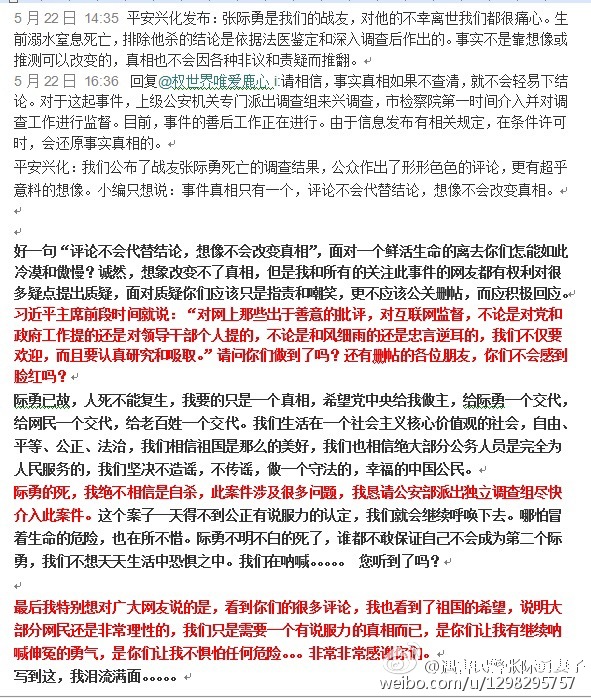 5 月 22 日 14:35 平安兴化发布：张际勇是我们的战友，对他的不幸离世我们都很痛心。生
前溺水窒息死亡，排除他杀的结论是依据法医鉴定和深入调查后作出的。事实不是靠想像或
推测可以改变的，真相也不会因各种非议和责疑而推翻。
5 月 22 日 16:36 回复@权世界唯爱鹿心_i:请相信，事实真相如果不查清，就不会轻易下结
论。对于这起事件，上级公安机关专门派出调查组来兴调查，市检察院第一时间介入并对调
查工作进行监督。目前，事件的善后工作正在进行。由于信息发布有相关规定，在条件许可
时，会还原事实真相的。
平安兴化：我们公布了战友张际勇死亡的调查结果，公众作出了形形色色的评论，更有超乎
意料的想像。小编只想说：事件真相只有一个，评论不会代替结论，想像不会改变真相。
好一句“评论不会代替结论，想像不会改变真相”，面对一个鲜活生命的离去你们怎能如此
冷漠和傲慢？诚然，想象改变不了真相，但是我和所有的关注此事件的网友都有权利对很
多疑点提出质疑，面对质疑你们应该只是指责和嘲笑，更不应该公关删帖，而应积极回应。
习近平主席前段时间就说：“对网上那些出于善意的批评，对互联网监督，不论是对党和
政府工作提的还是对领导干部个人提的，不论是和风细雨的还是忠言逆耳的，我们不仅要
欢迎，而且要认真研究和吸取。”请问你们做到了吗？还有删帖的各位朋友，你们不会感到
脸红吗？
际勇已故，人死不能复生，我要的只是一个真相，希望党中央给我做主，给际勇一个交代，
给网民一个交代，给老百姓一个交代。我们生活在一个社会主义核心价值观的社会，自由、
平等、公正、法治，我们相信祖国是那么的美好，我们也相信绝大部分公务人员是完全为
人民服务的，我们坚决不造谣，不传谣，做一个守法的，幸福的中国公民。
际勇的死，我绝不相信是自杀，此案件涉及很多问题，我恳请公安部派出独立调查组尽快
介入此案件。这个案子一天得不到公正有说服力的认定，我们就会继续呼唤下去。哪怕冒
着生命的危险，也在所不惜。际勇不明不白的死了，谁都不敢保证自己不会成为第二个际
勇，我们不想天天生活中恐惧之中。我们在呐喊。。。。。 您听到了吗？
最后我特别想对广大网友说的是，看到你们的很多评论，我也看到了祖国的希望，说明大
部分网民还是非常理性的，我们只是需要一个有说服力的真相而已，是你们让我有继续呐
喊伸冤的勇气，是你们让我不惧怕任何危险。。。非常非常感谢你们。
写到这，我泪流满面。。。。。
weibo.com/u/1298295757